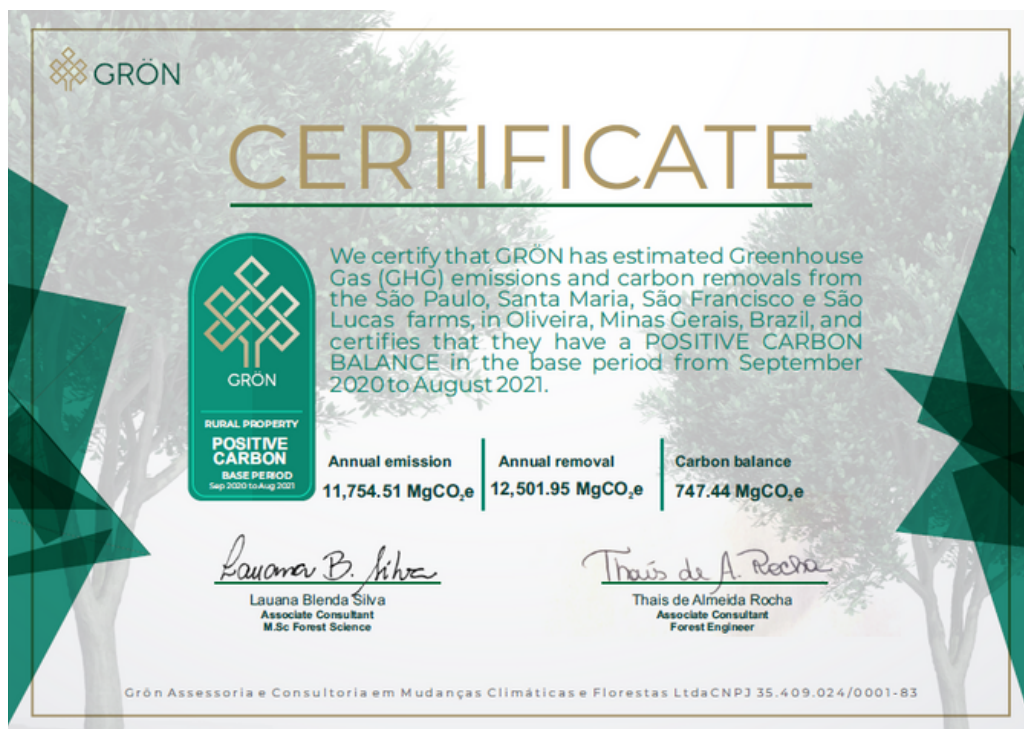 GRÖN
CERTIFICATE
We certify that GRÖN has estimated Greenhouse
Gas (GHG) emissions and carbon removals from
the São Paulo, Santa Maria, São Francisco e São
Lucas farms, in Oliveira, Minas Gerais, Brazil, and
certifies that they have a POSITIVE CARBON
BALANCE in the base period from September
2020 to August 2021.
GRÖN
RURAL PROPERTY
POSITIVE
CARBON
BASE PERIOD
Sep 2020 to Aug 2021
Annual emission
11,754.51 MgCO₂e
Annual removal
12,501.95 MgCO₂e
Carbon balance
747.44 MgCO₂e
Lauana B. Silva
Lauana Blenda Silva
Associate Consultant
M.Sc Forest Science
Thaís de A. Rocha
Thais de Almeida Rocha
Associate Consultant
Forest Engineer
Grön Assessoria e Consultoria em Mudanças Climáticas e Florestas LtdaCNPJ 35.409.024/0001-83